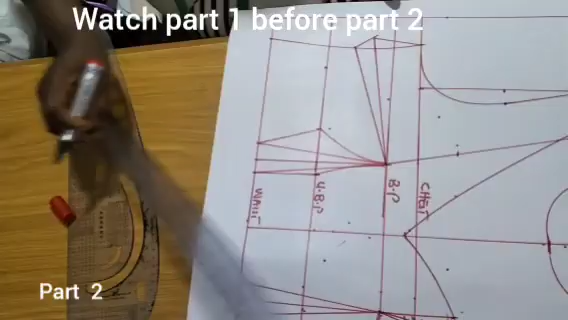 Watch part 1 before part 2
WAIST
U.B.P
B.P
CHEST
Part 2